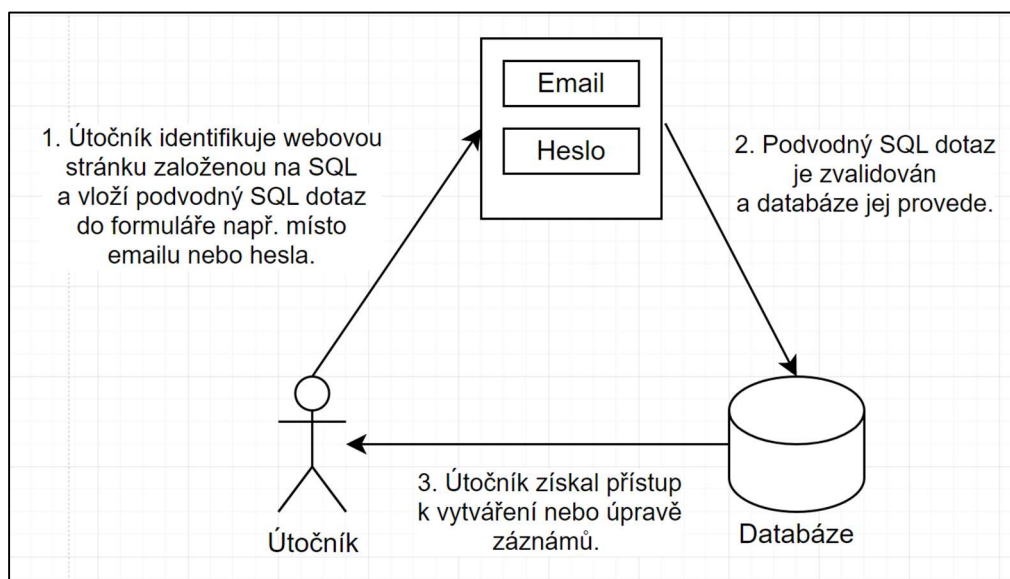 Email
Heslo
1. Útočník identifikuje webovou
stránku založenou na SQL
a vloží podvodný SQL dotaz
do formuláře např. místo
emailu nebo hesla.
2. Podvodný SQL dotaz
je zvalidován
a databáze jej provede.
3. Útočník získal přístup
k vytváření nebo úpravě
záznámů.
Útočník
Databáze